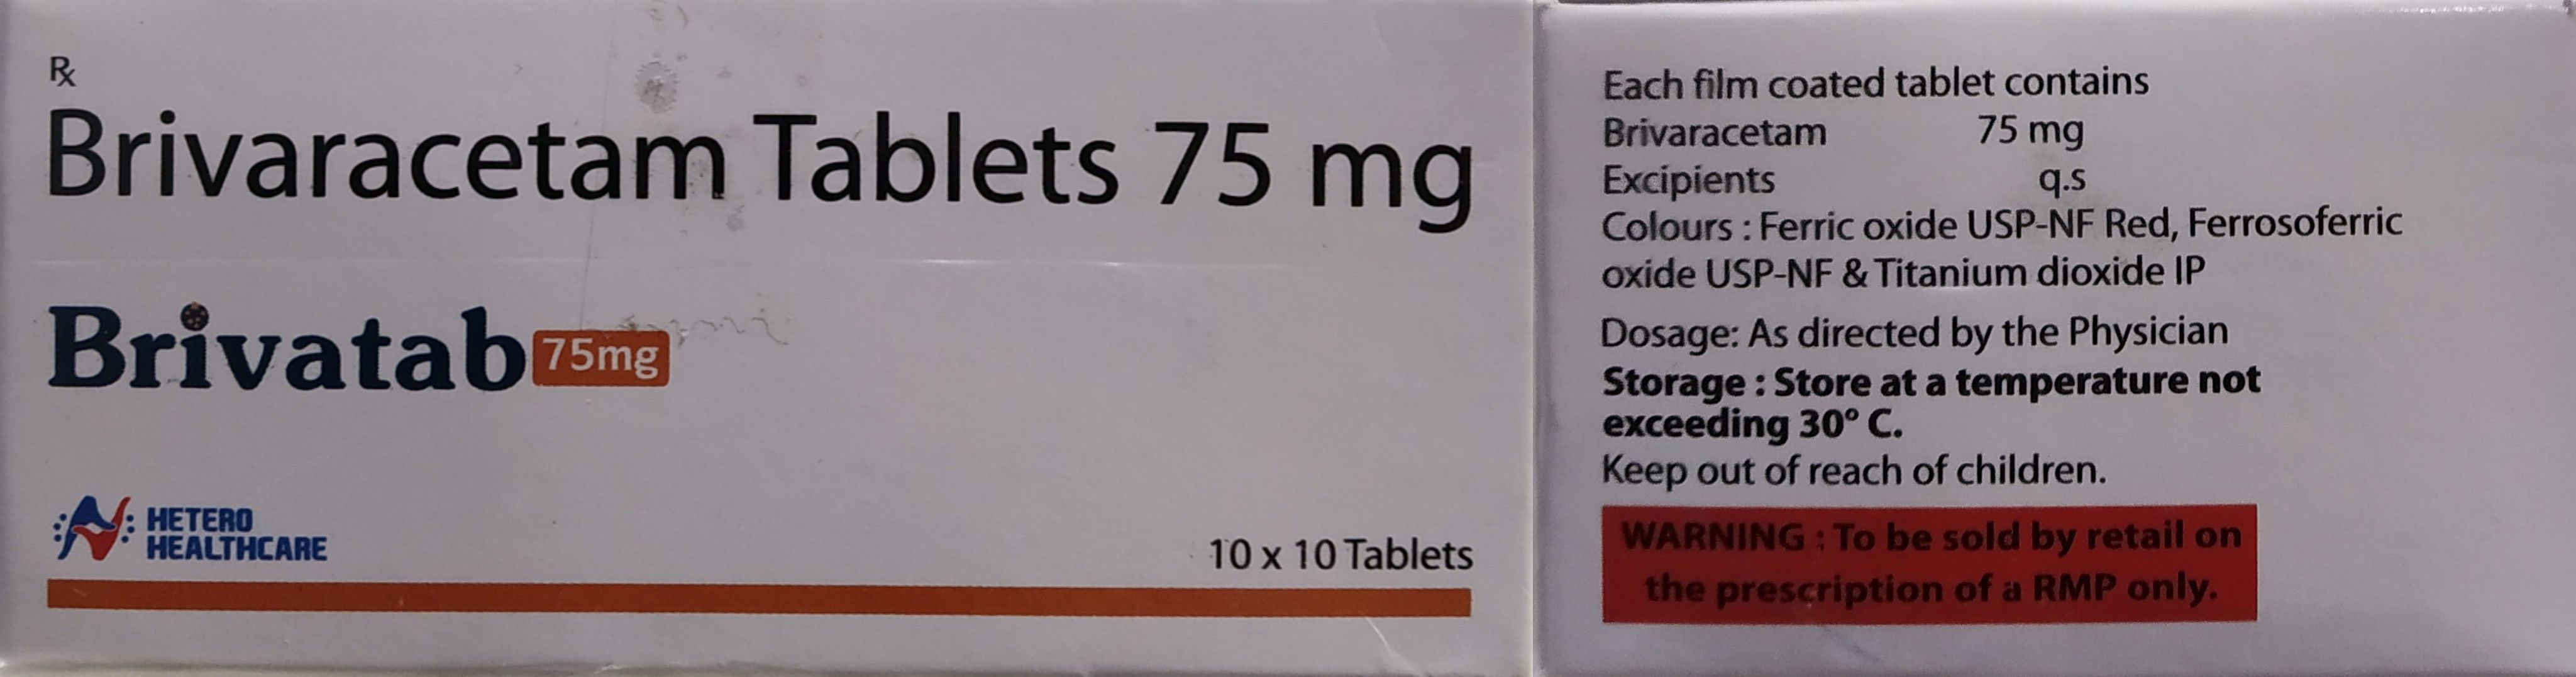 Rx
Brivaracetam Tablets 75 mg
Brivatab 75mg
HETERO
HEALTHCARE
10 x 10 Tablets
Each film coated tablet contains
Brivaracetam 75 mg
Excipients q.s
Colours : Ferric oxide USP-NF Red, Ferrosoferric
oxide USP-NF & Titanium dioxide IP
Dosage: As directed by the Physician
Storage : Store at a temperature not
exceeding 30° C.
Keep out of reach of children.
WARNING : To be sold by retail on
the prescription of a RMP only.